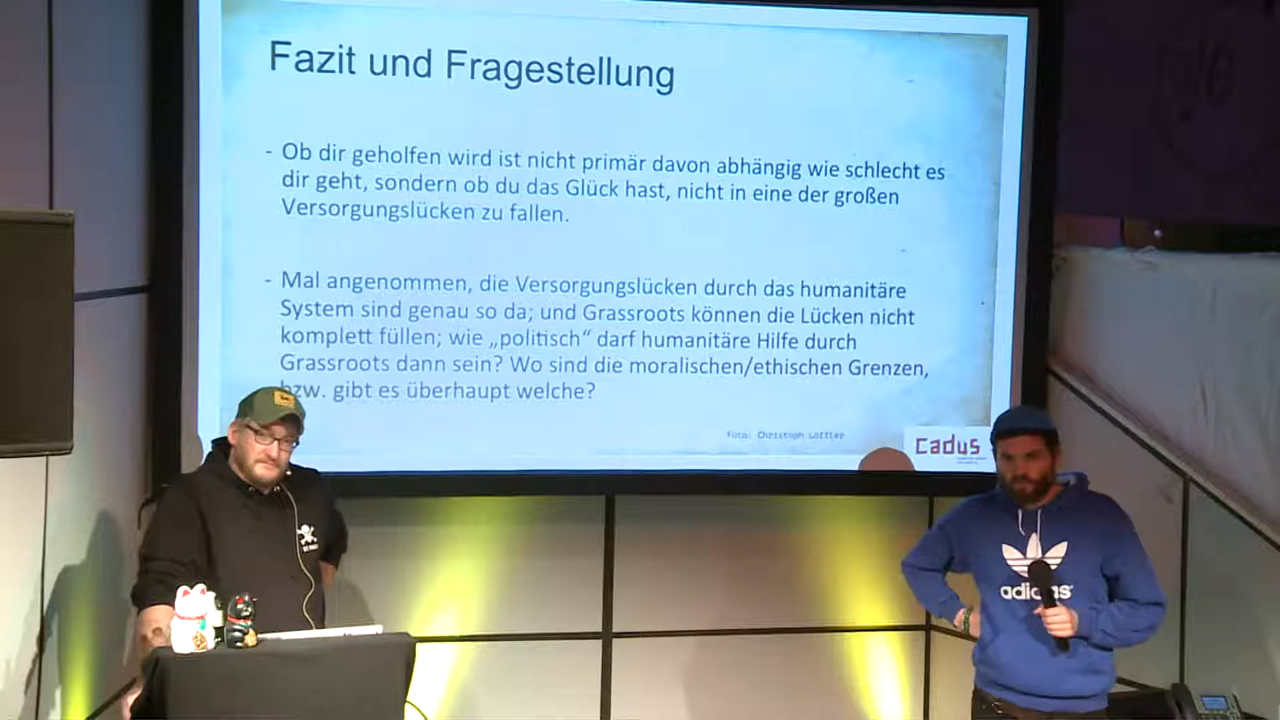 Fazit und Fragestellung
- Ob dir geholfen wird ist nicht primär davon abhängig wie schlecht es
dir geht, sondern ob du das Glück hast, nicht in eine der großen
Versorgungslücken zu fallen.
- Mal angenommen, die Versorgungslücken durch das humanitäre
System sind genau so da; und Grassroots können die Lücken nicht
komplett füllen; wie „politisch“ darf humanitäre Hilfe durch
Grassroots dann sein? Wo sind die moralischen/ethischen Grenzen,
bzw. gibt es überhaupt welche?
Foto: Christoph Löffler
cadus
adidas